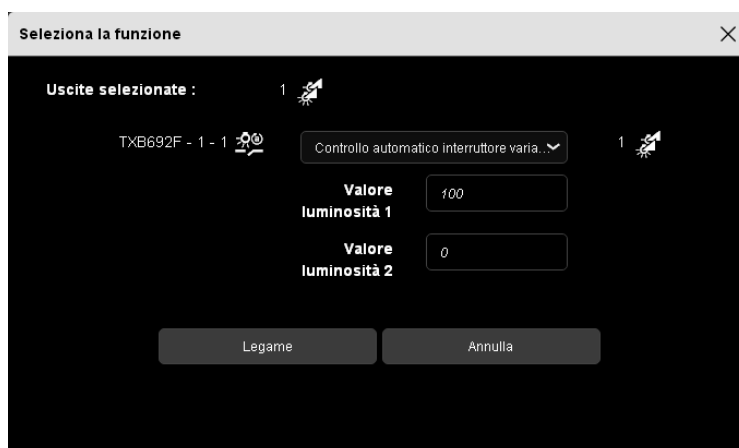 Seleziona la funzione
Uscite selezionate : 1
TXB692F - 1 - 1 Controllo automatico interruttore varia... 1
Valore luminosità 1 100
Valore luminosità 2 0
Legame Annulla